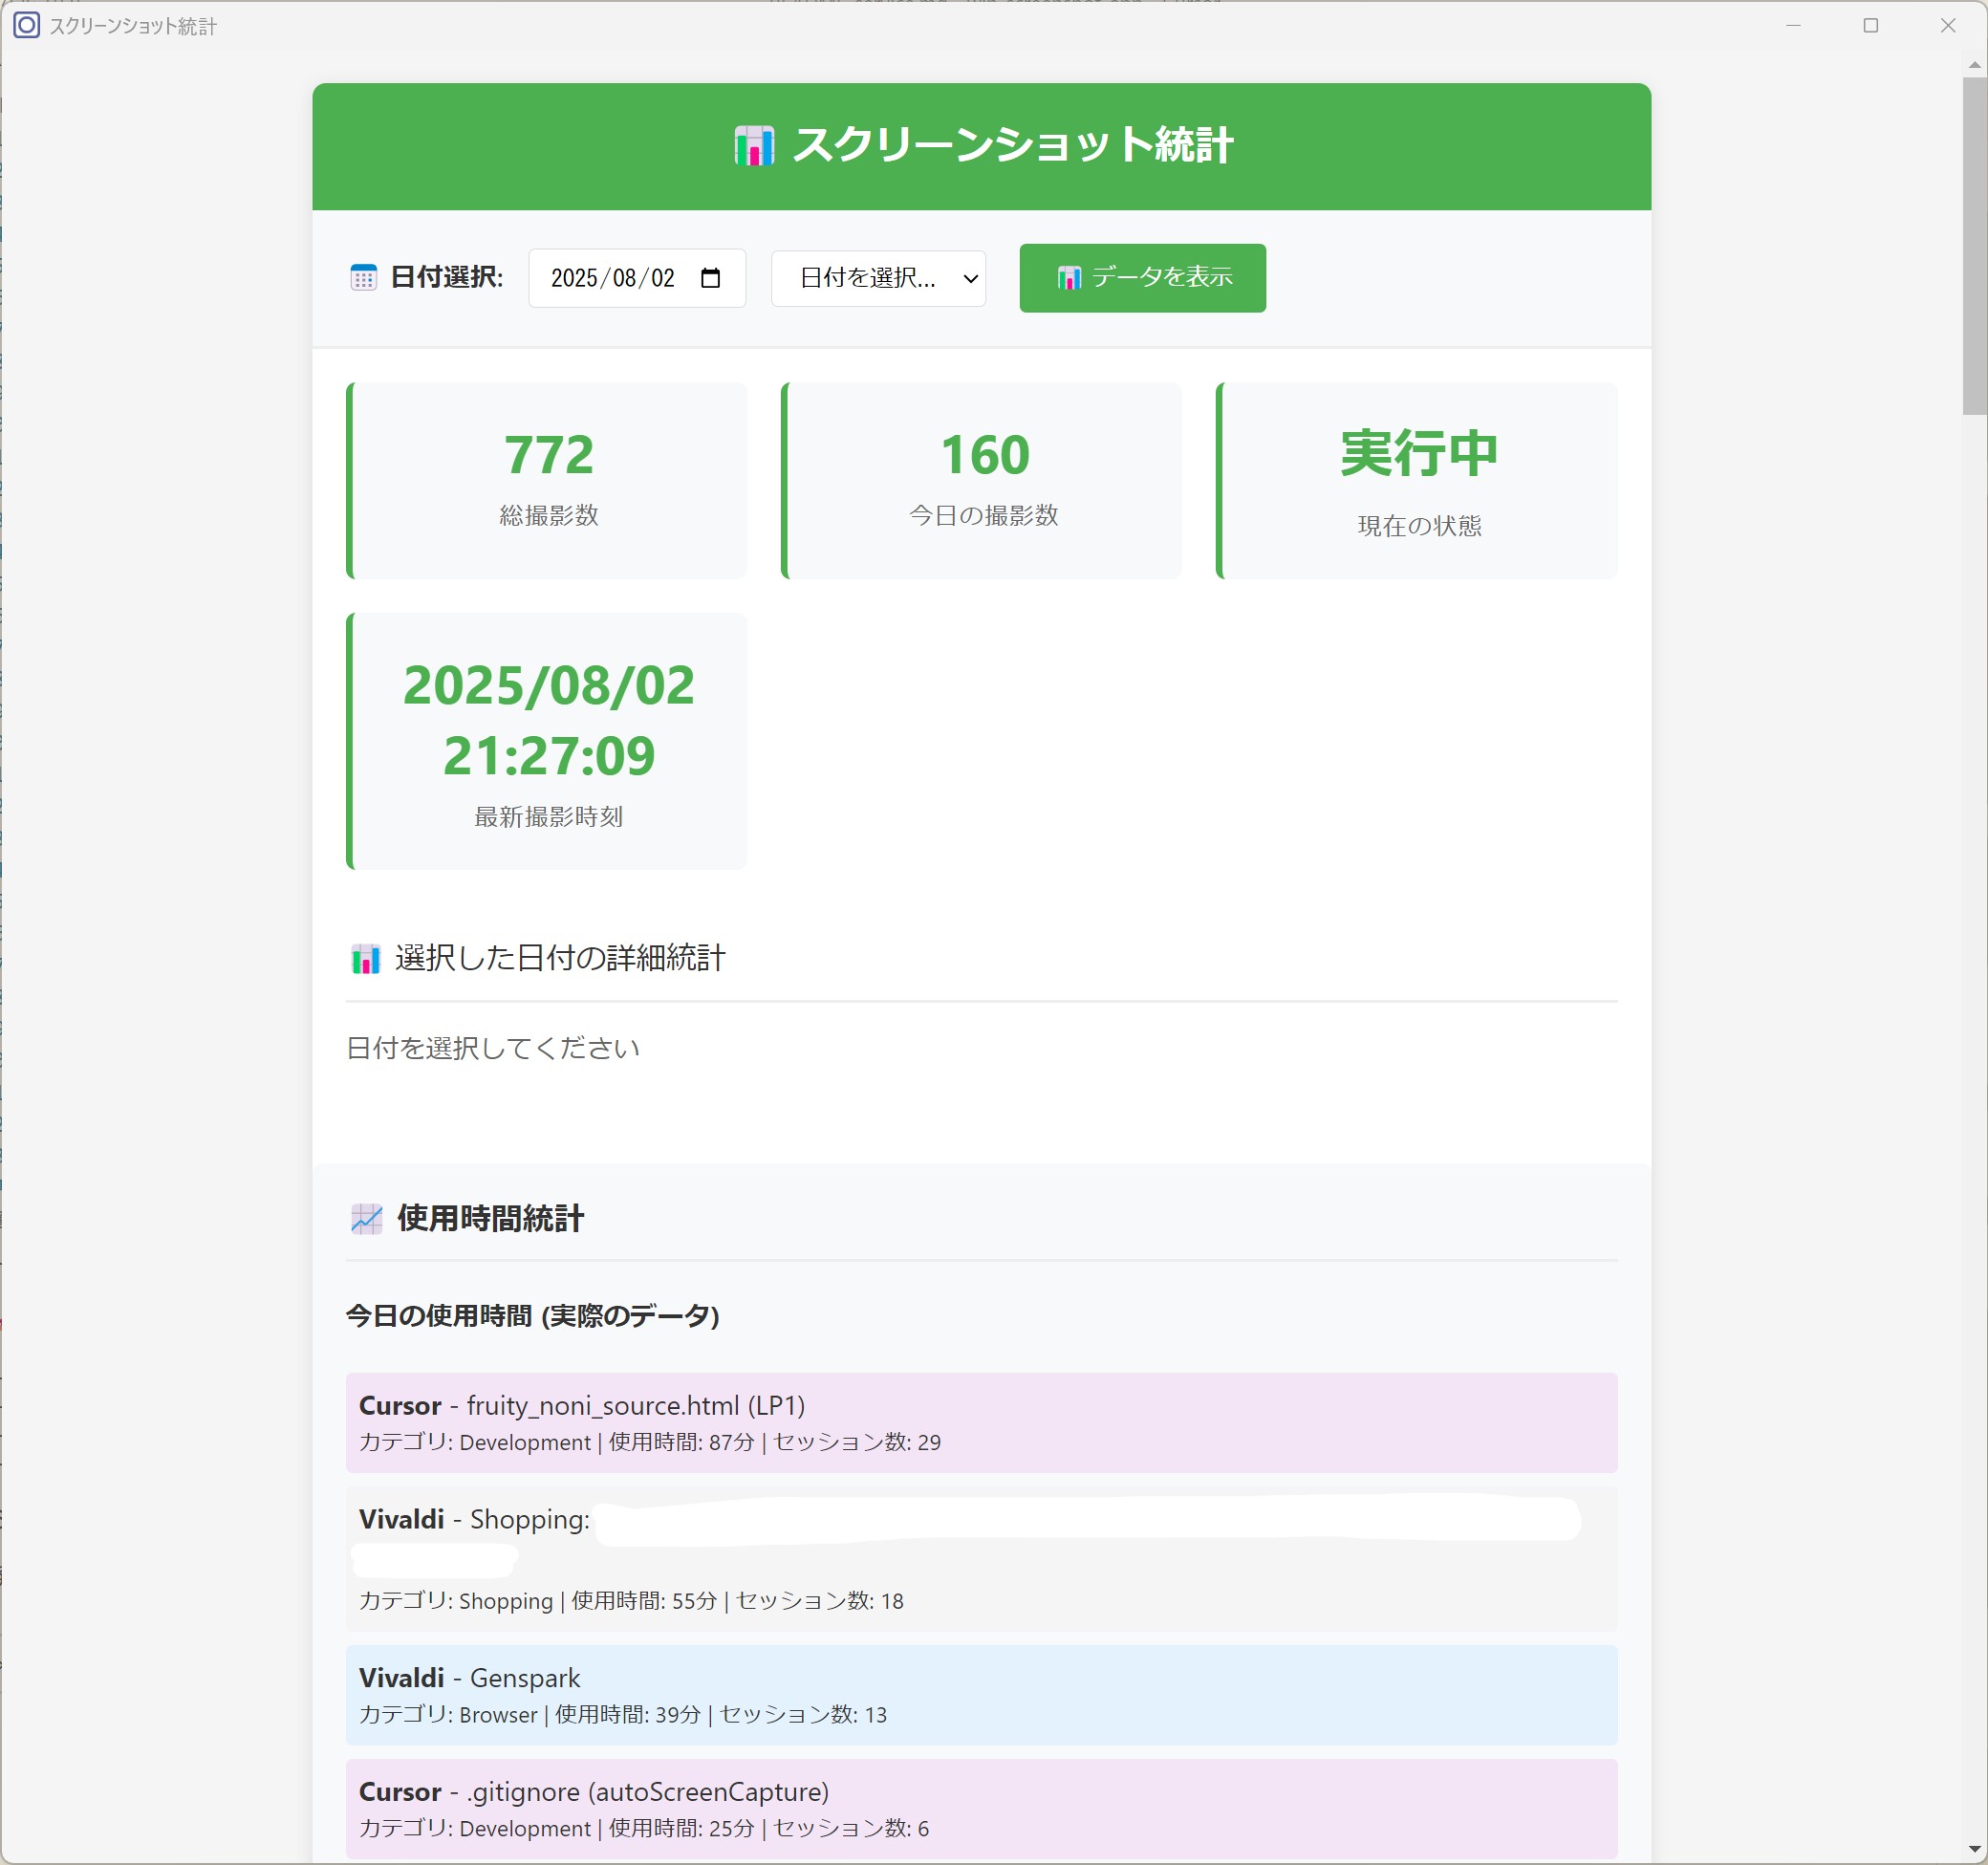 スクリーンショット統計
スクリーンショット統計
日付選択:
2025/08/02
日付を選択...
データを表示
772
総撮影数
160
今日の撮影数
実行中
現在の状態
2025/08/02
21:27:09
最新撮影時刻
選択した日付の詳細統計
日付を選択してください
使用時間統計
今日の使用時間 (実際のデータ)
Cursor - fruity_noni_source.html (LP1)
カテゴリ: Development | 使用時間: 87分 | セッション数: 29
Vivaldi - Shopping:
カテゴリ: Shopping | 使用時間: 55分 | セッション数: 18
Vivaldi - Genspark
カテゴリ: Browser | 使用時間: 39分 | セッション数: 13
Cursor - .gitignore (autoScreenCapture)
カテゴリ: Development | 使用時間: 25分 | セッション数: 6